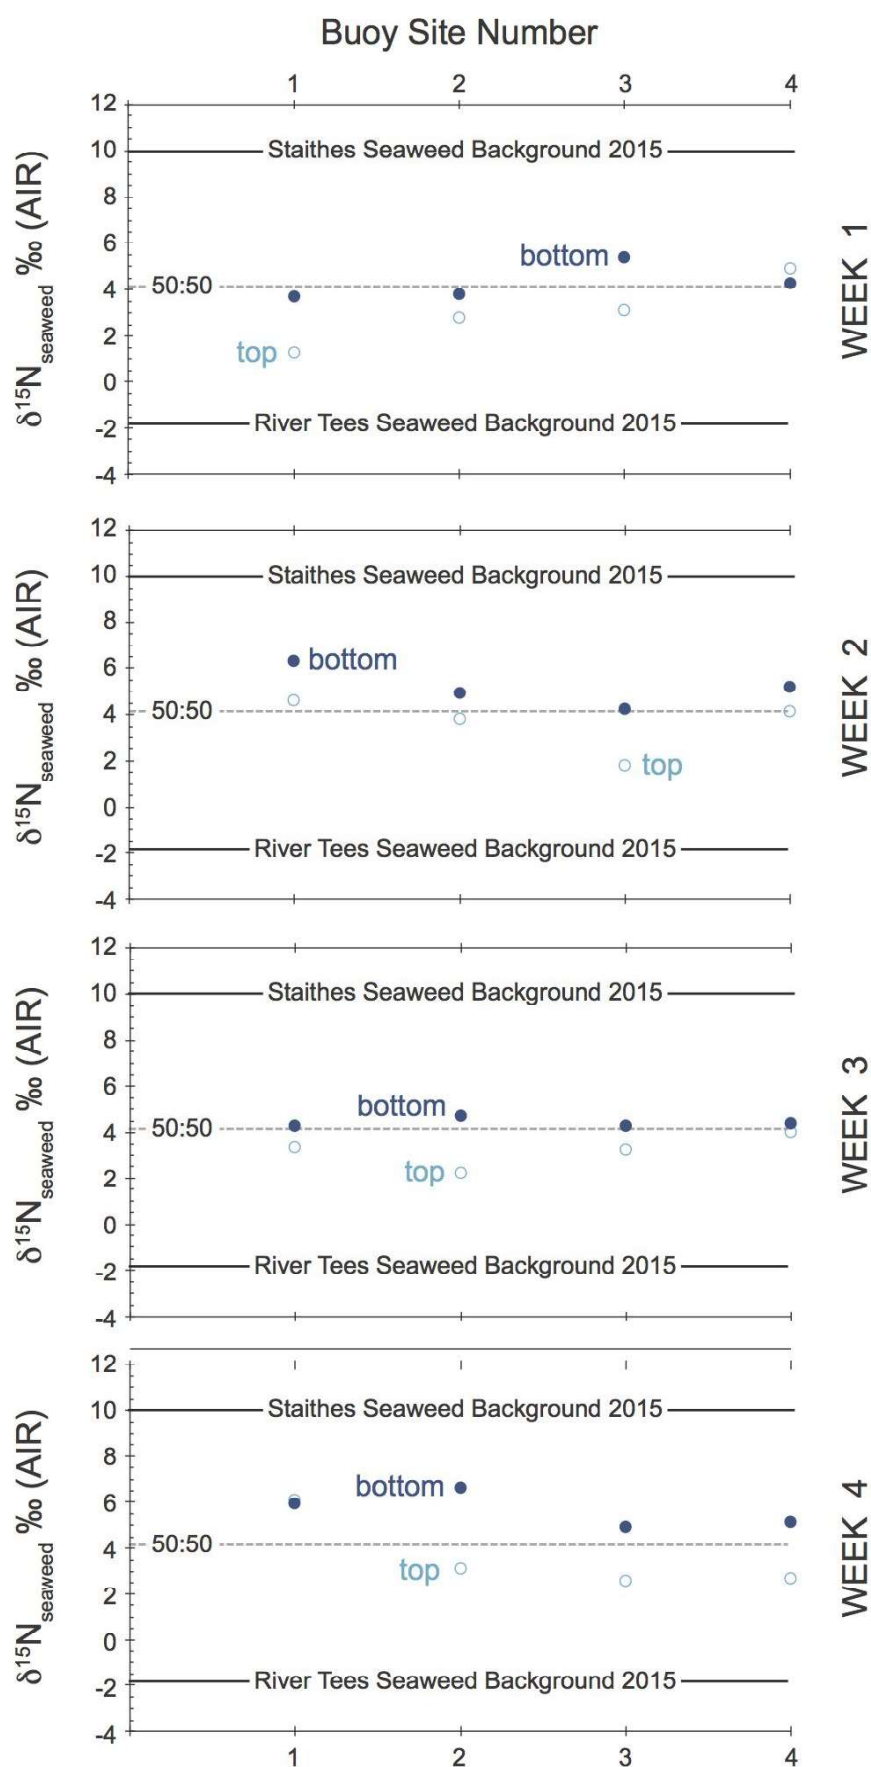 Buoy Site Number
1 2 3 4
12
10 Staithes Seaweed Background 2015
8
6 bottom
4 50:50
2 top
0
-2 River Tees Seaweed Background 2015
-4
δ¹⁵Nseaweed ‰ (AIR)
WEEK 1
12
10 Staithes Seaweed Background 2015
8
6 bottom
4 50:50
2 top
0
-2 River Tees Seaweed Background 2015
-4
δ¹⁵Nseaweed ‰ (AIR)
WEEK 2
12
10 Staithes Seaweed Background 2015
8
6 bottom
4 50:50
2 top
0
-2 River Tees Seaweed Background 2015
-4
δ¹⁵Nseaweed ‰ (AIR)
WEEK 3
12
10 Staithes Seaweed Background 2015
8
6 bottom
4 50:50
2 top
0
-2 River Tees Seaweed Background 2015
-4
δ¹⁵Nseaweed ‰ (AIR)
WEEK 4
1 2 3 4